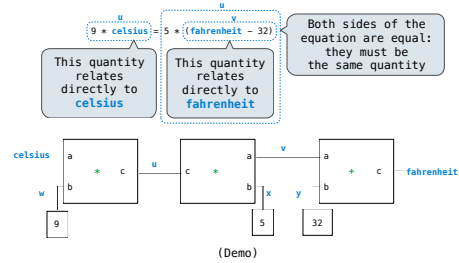 u
u
v
9 * celsius = 5 * (fahrenheit − 32)
Both sides of the
equation are equal:
they must be
the same quantity
This quantity
relates
directly to
celsius
This quantity
relates
directly to
fahrenheit
celsius
a
b
*
c
u
w
9
c
*
a
b
v
x
5
y
32
a
b
+
c
fahrenheit
(Demo)